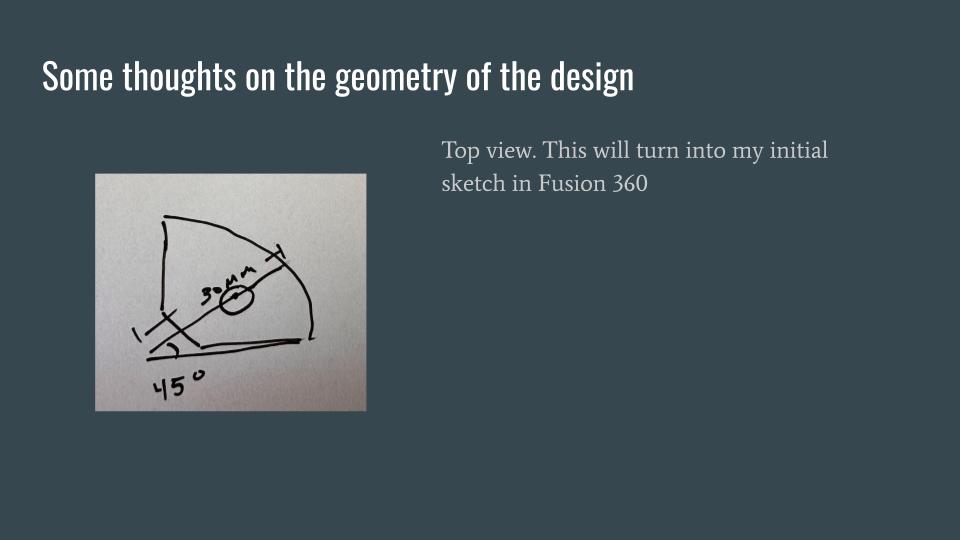 Some thoughts on the geometry of the design
Top view. This will turn into my initial
sketch in Fusion 360
30mm
45°